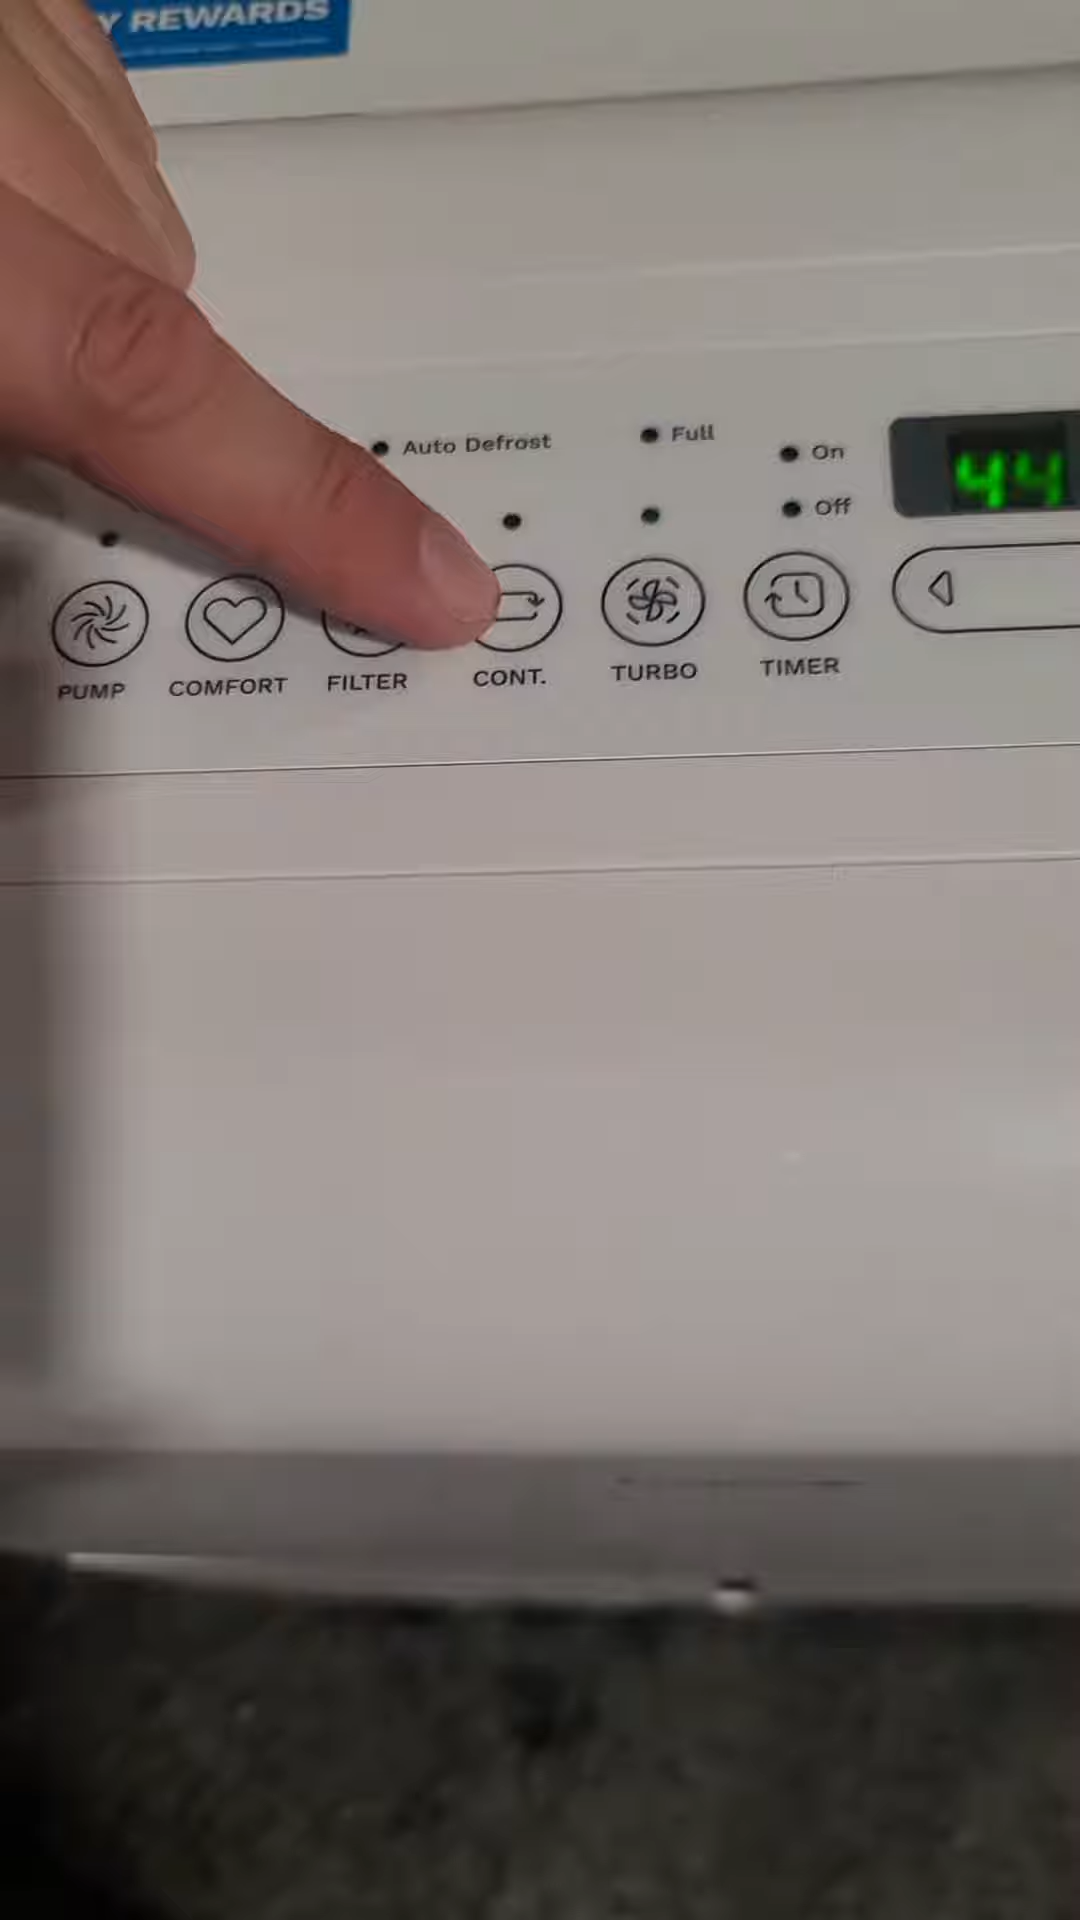 Y REWARDS
Auto Defrost
Full
On
Off
44
PUMP
COMFORT
FILTER
CONT.
TURBO
TIMER